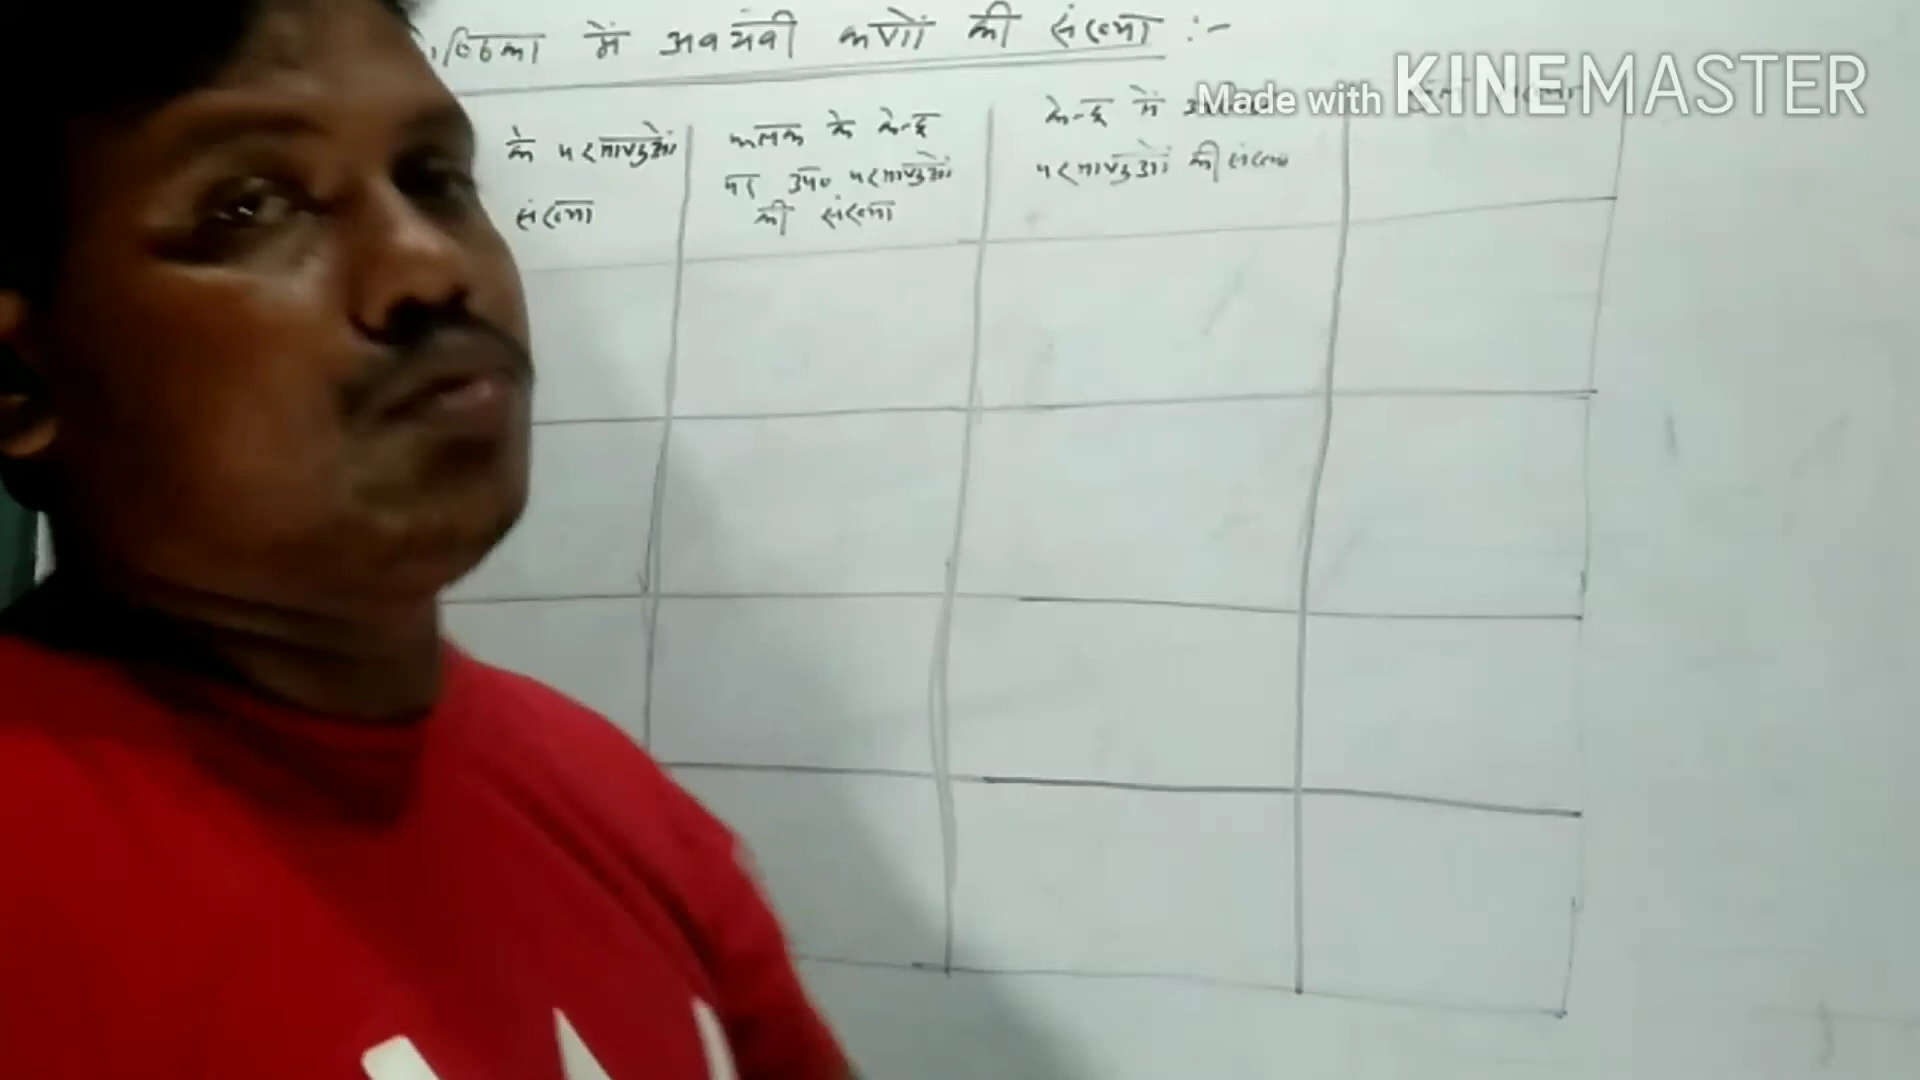 में अवयवी कणों की संख्या :-
के परमाणुओं
संख्या
फलक के केन्द्र
पर उप० परमाणुओं
की संख्या
केन्द्र में
परमाणुओं की संख्या
Made with KINEMASTER